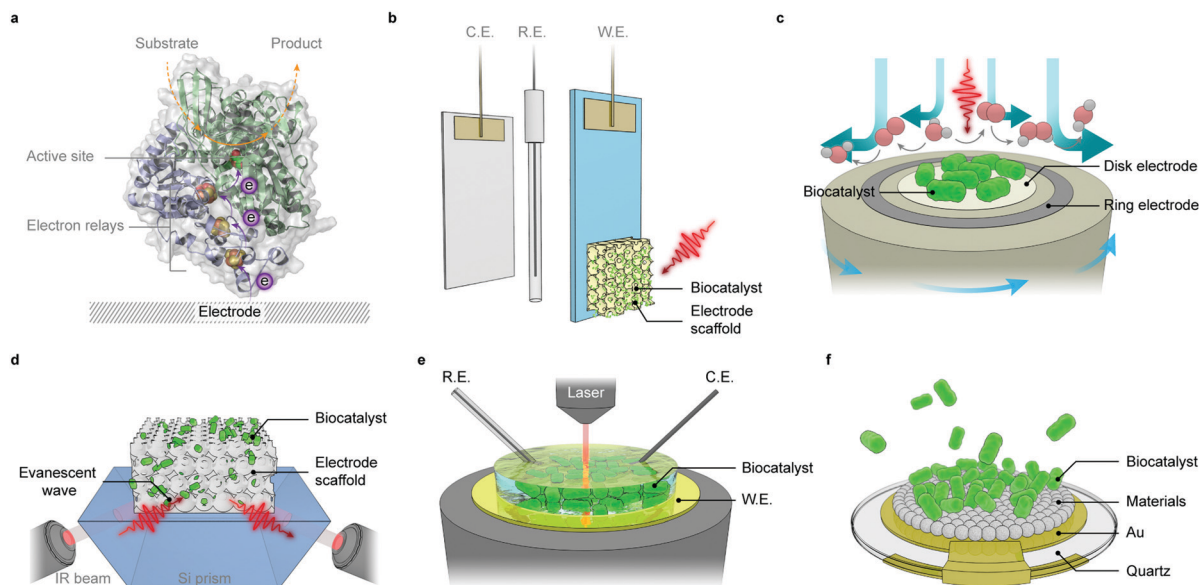 a
Substrate
Product
Active site
e
e
Electron relays
e
Electrode
b
C.E.
R.E.
W.E.
Biocatalyst
Electrode
scaffold
c
Disk electrode
Biocatalyst
Ring electrode
d
Biocatalyst
Evanescent
wave
Electrode
scaffold
IR beam
Si prism
e
R.E.
Laser
C.E.
Biocatalyst
W.E.
f
Biocatalyst
Materials
Au
Quartz